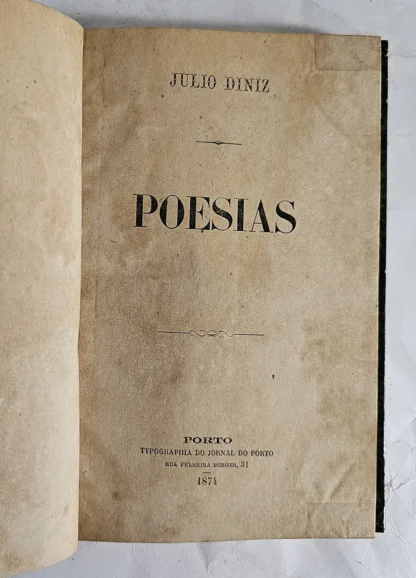 JULIO DINIZ
POESIAS
PORTO
TYPOGRAPHIA DO JORNAL DO PORTO
RUA FERREIRA BORGES, 31
1874